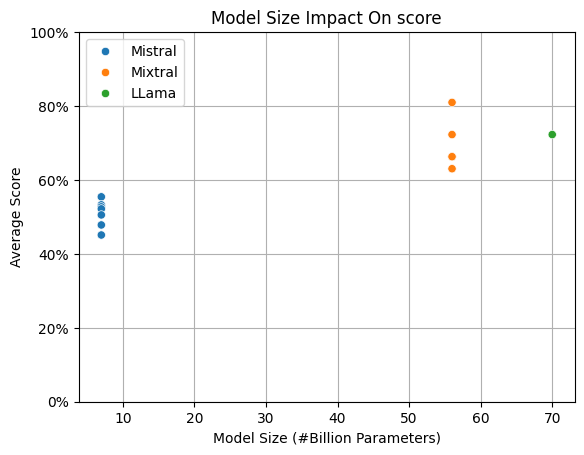 Model Size Impact On score
Mistral
Mixtral
LLama
100%
80%
60%
40%
20%
0%
Average Score
10 20 30 40 50 60 70
Model Size (#Billion Parameters)